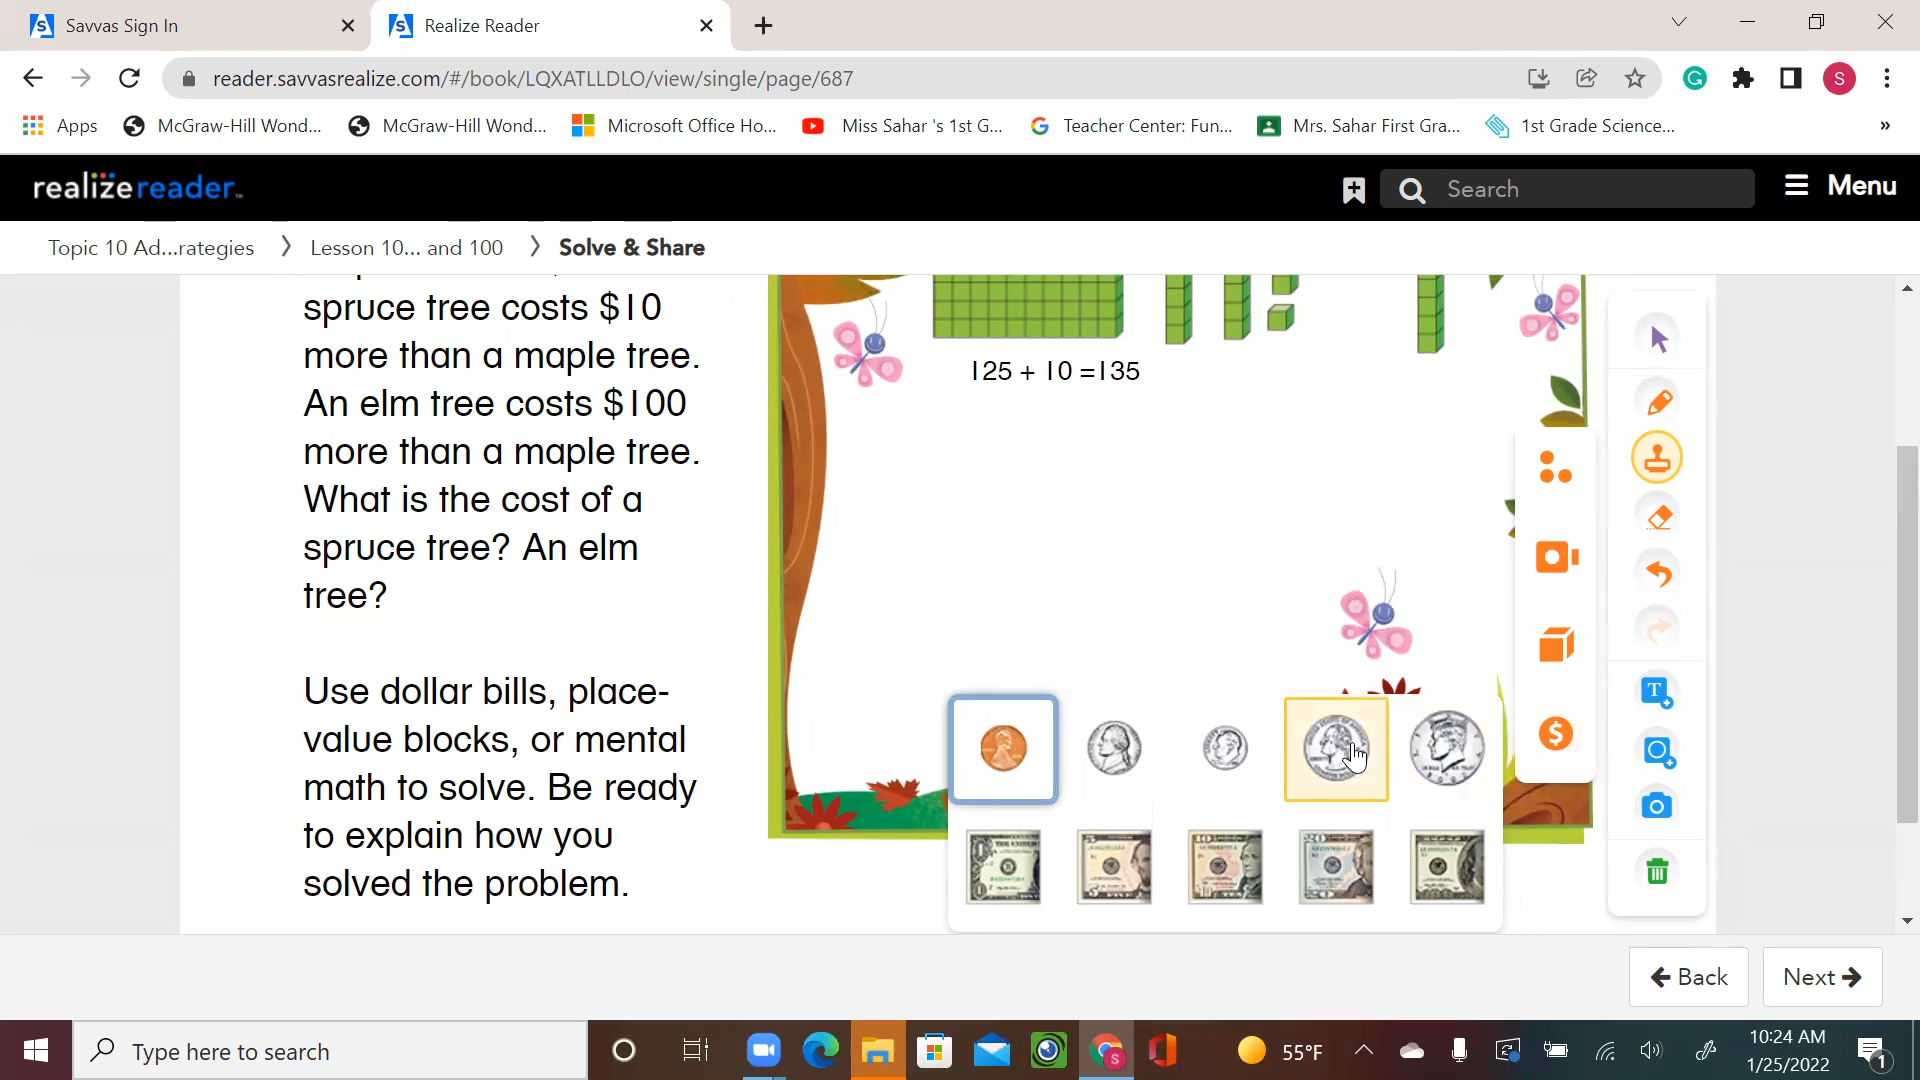 Savvas Sign In
Realize Reader
reader.savvasrealize.com/#/book/LQXATLLDLO/view/single/page/687
S
Apps
McGraw-Hill Wond...
McGraw-Hill Wond...
Microsoft Office Ho...
Miss Sahar 's 1st G...
Teacher Center: Fun...
Mrs. Sahar First Gra...
1st Grade Science...
»
realizereader.
Search
Menu
Topic 10 Ad...rategies
Lesson 10... and 100
Solve & Share
spruce tree costs $10
more than a maple tree.
An elm tree costs $100
more than a maple tree.
What is the cost of a
spruce tree? An elm
tree?
Use dollar bills, place-
value blocks, or mental
math to solve. Be ready
to explain how you
solved the problem.
125 + 10 =135
Back
Next
Type here to search
55°F
10:24 AM
1/25/2022
1